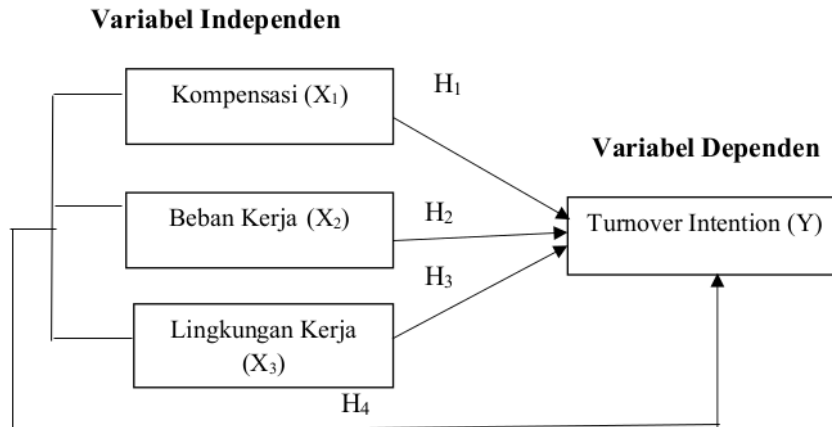 Variabel Independen
Kompensasi (X₁)
H₁
Variabel Dependen
Beban Kerja (X₂)
H₂
Turnover Intention (Y)
H₃
Lingkungan Kerja
(X₃)
H₄